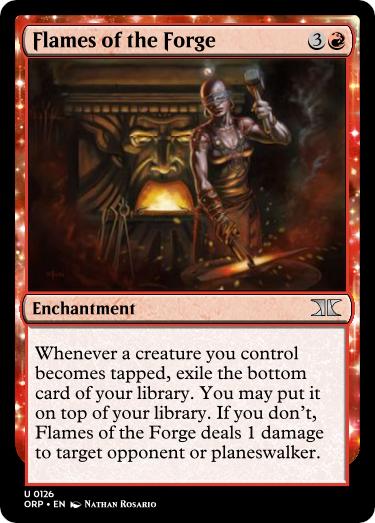 Flames of the Forge 3
Enchantment
Whenever a creature you control
becomes tapped, exile the bottom
card of your library. You may put it
on top of your library. If you don't,
Flames of the Forge deals 1 damage
to target opponent or planeswalker.
U 0126
ORP • EN Nathan Rosario